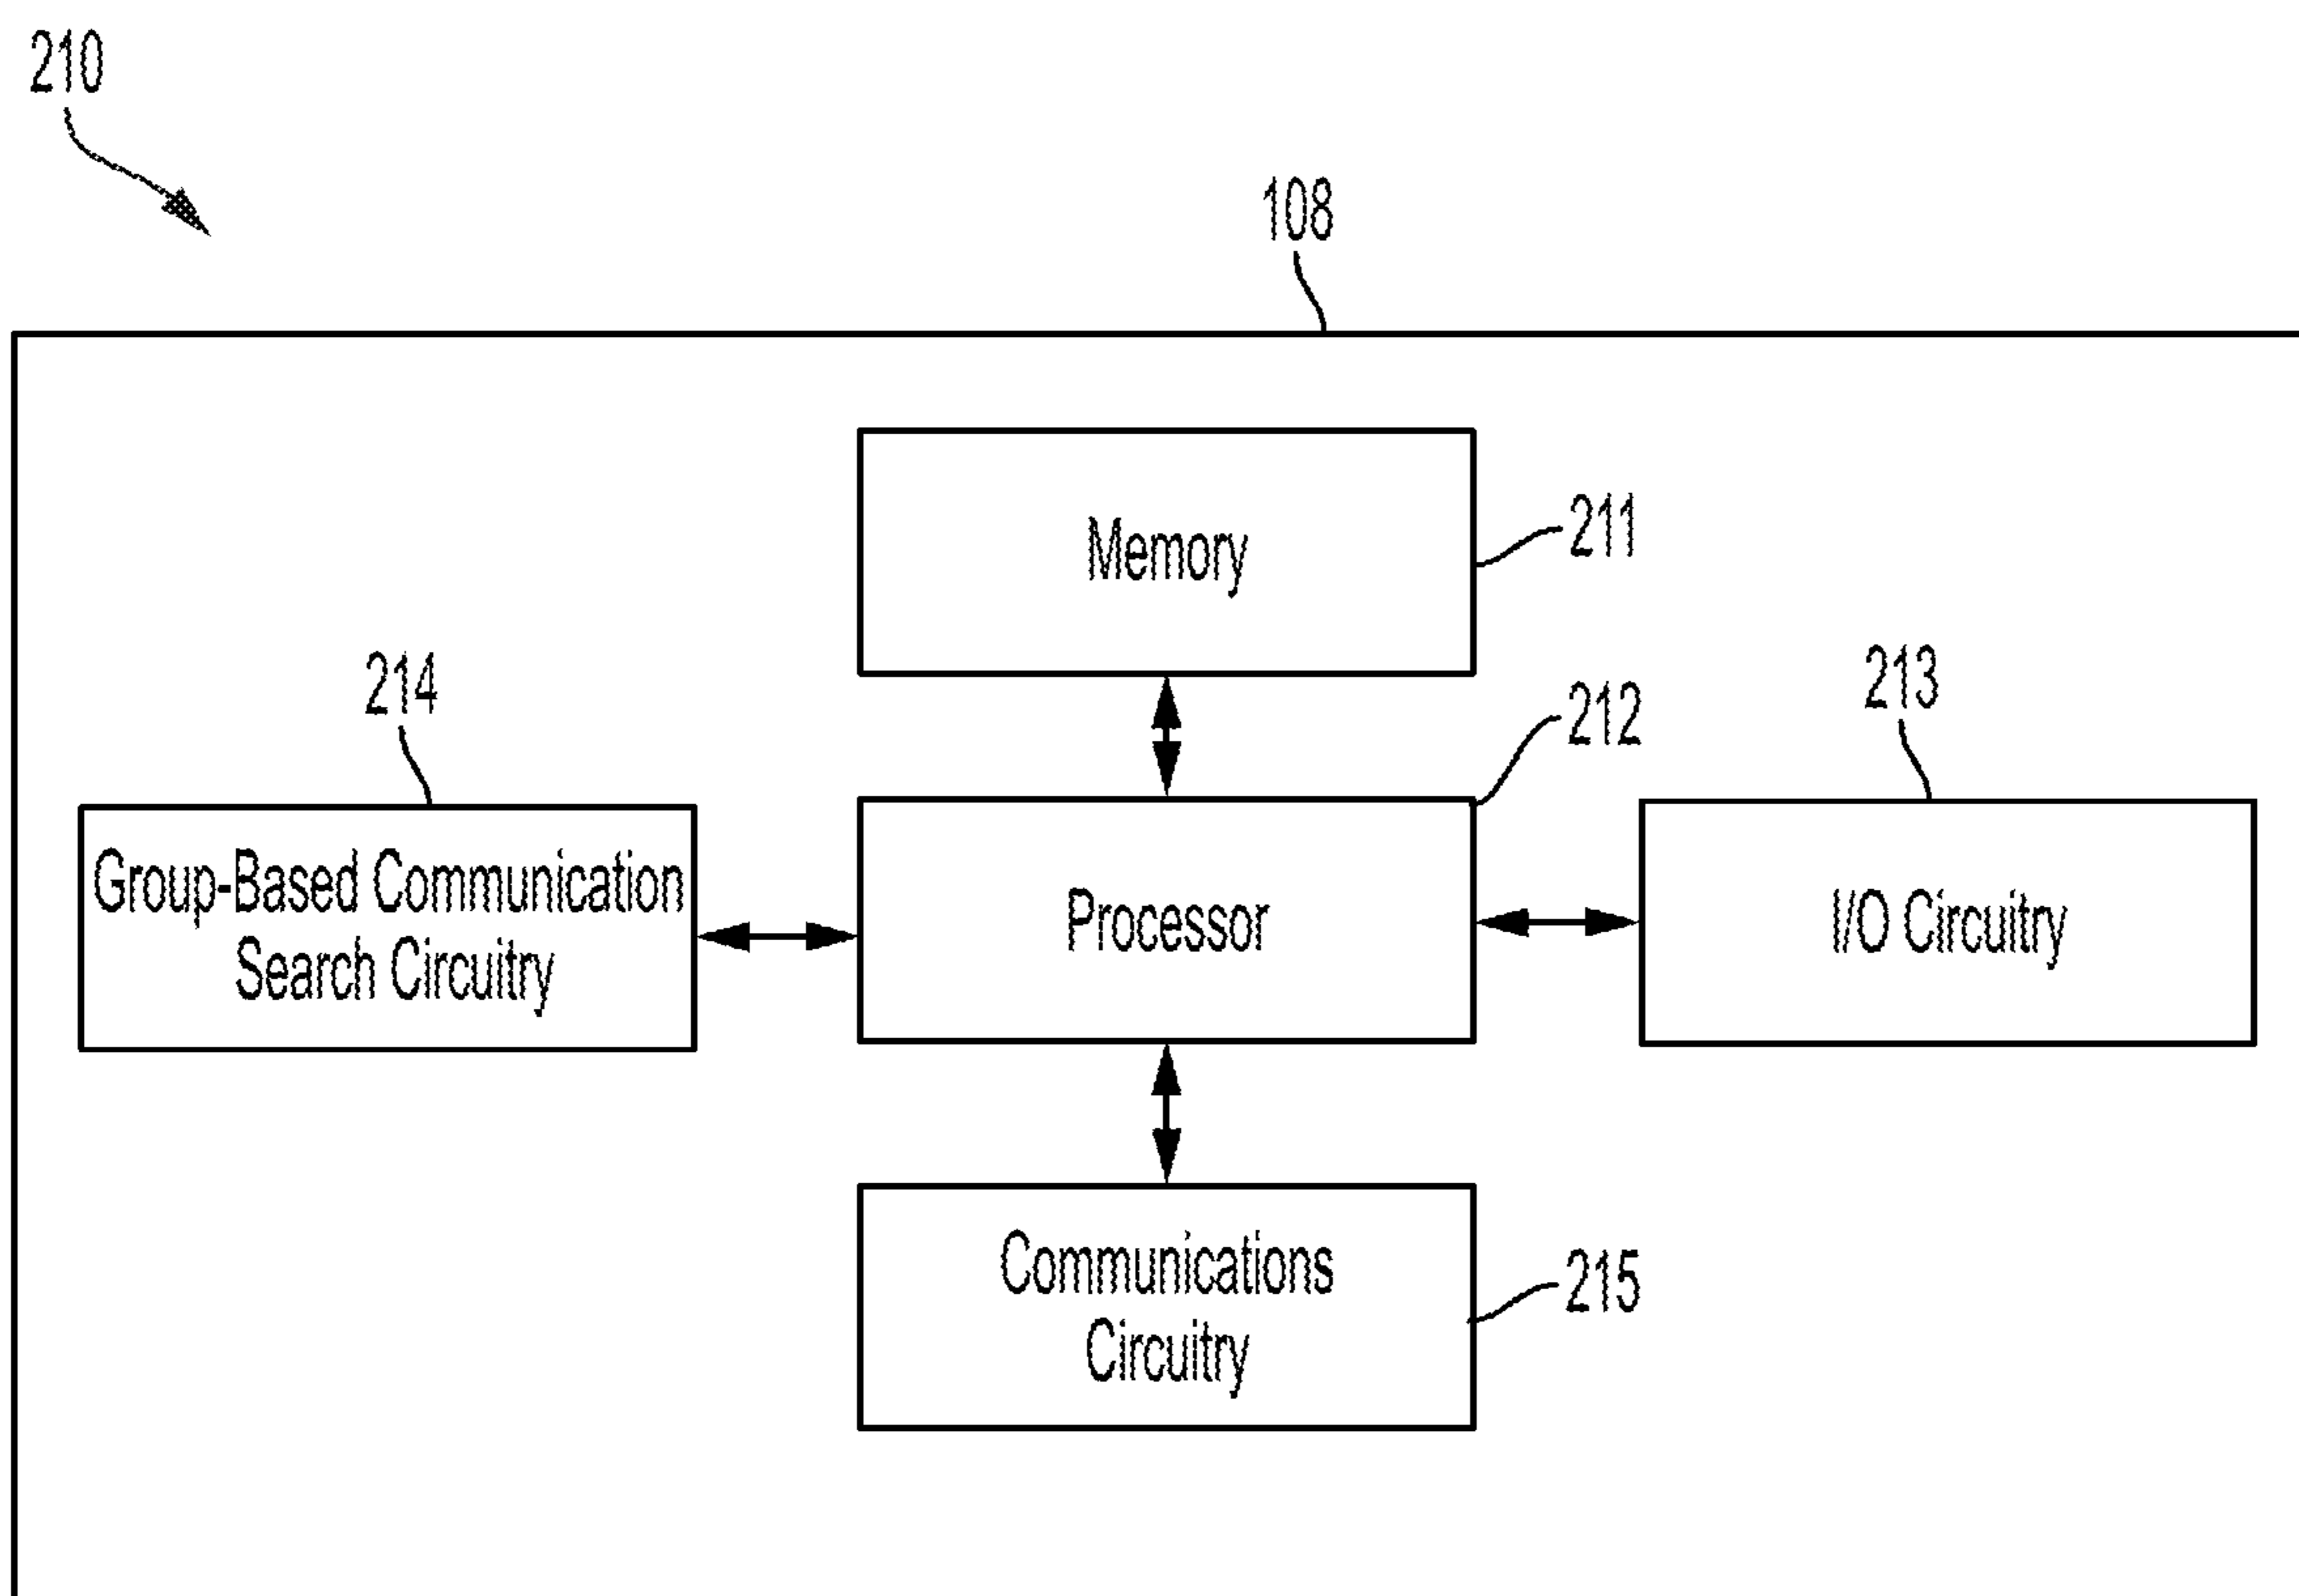 210
108
Memory
211
214
212
213
Group-Based Communication
Search Circuitry
Processor
I/O Circuitry
Communications
Circuitry
215